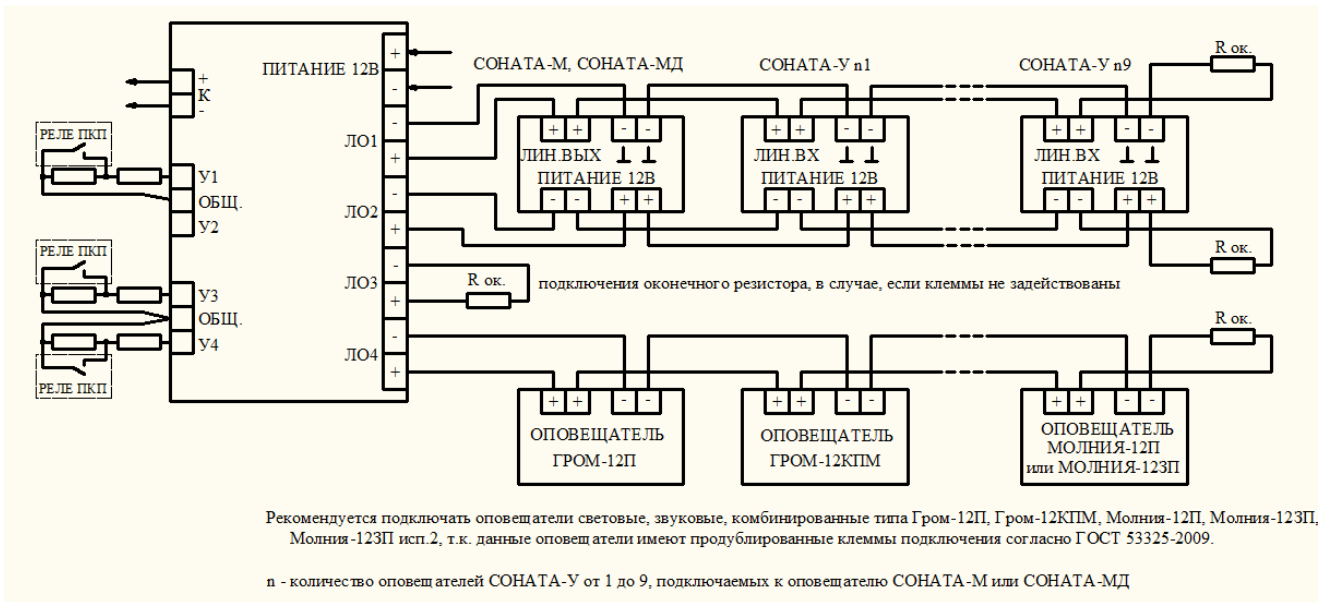 ПИТАНИЕ 12В
+
-
+
К
-
-
ЛО1
+
-
ЛО2
+
-
ЛО3
+
-
ЛО4
+
РЕЛЕ ПКП
У1
ОБЩ.
У2
РЕЛЕ ПКП
У3
ОБЩ.
У4
РЕЛЕ ПКП
СОНАТА-М, СОНАТА-МД
СОНАТА-У n1
СОНАТА-У n9
R ок.
+ + - -
+ + - -
+ + - -
ЛИН.ВЫХ
ЛИН.ВХ
ЛИН.ВХ
ПИТАНИЕ 12В
ПИТАНИЕ 12В
ПИТАНИЕ 12В
- - + +
- - + +
- - + +
R ок.
R ок.
подключения оконечного резистора, в случае, если клеммы не задействованы
R ок.
+ + - -
+ + - -
+ + - -
ОПОВЕЩАТЕЛЬ
ГРОМ-12П
ОПОВЕЩАТЕЛЬ
ГРОМ-12КПМ
ОПОВЕЩАТЕЛЬ
МОЛНИЯ-12П
или МОЛНИЯ-12ЗП
Рекомендуется подключать оповещатели световые, звуковые, комбинированные типа Гром-12П, Гром-12КПМ, Молния-12П, Молния-12ЗП,
Молния-12ЗП исп.2, т.к. данные оповещатели имеют продублированные клеммы подключения согласно ГОСТ 53325-2009.
n - количество оповещателей СОНАТА-У от 1 до 9, подключаемых к оповещателю СОНАТА-М или СОНАТА-МД